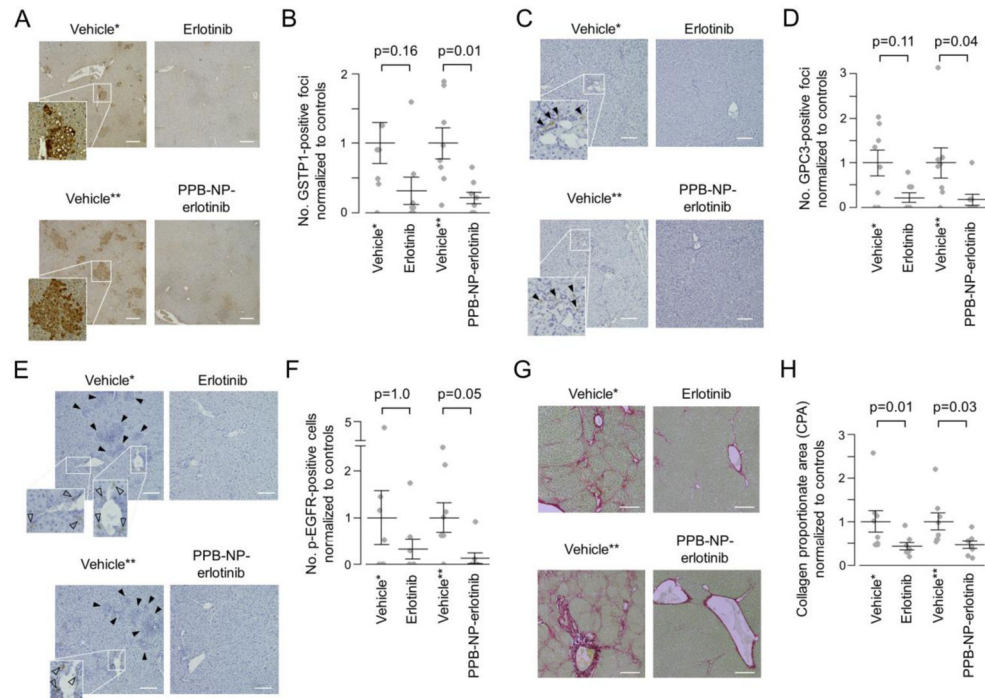 A
Vehicle*
Erlotinib
Vehicle**
PPB-NP-
erlotinib
B
p=0.16
p=0.01
No. GSTP1-positive foci
normalized to controls
2
1
0
Vehicle*
Erlotinib
Vehicle**
PPB-NP-erlotinib
C
Vehicle*
Erlotinib
Vehicle**
PPB-NP-
erlotinib
D
p=0.11
p=0.04
No. GPC3-positive foci
normalized to controls
3
2
1
0
Vehicle*
Erlotinib
Vehicle**
PPB-NP-erlotinib
E
Vehicle*
Erlotinib
Vehicle**
PPB-NP-
erlotinib
F
p=1.0
p=0.05
No. p-EGFR-positive cells
normalized to controls
5
2
1
0
Vehicle*
Erlotinib
Vehicle**
PPB-NP-erlotinib
G
Vehicle*
Erlotinib
Vehicle**
PPB-NP-
erlotinib
H
p=0.01
p=0.03
Collagen proportionate area (CPA)
normalized to controls
3
2
1
0
Vehicle*
Erlotinib
Vehicle**
PPB-NP-erlotinib